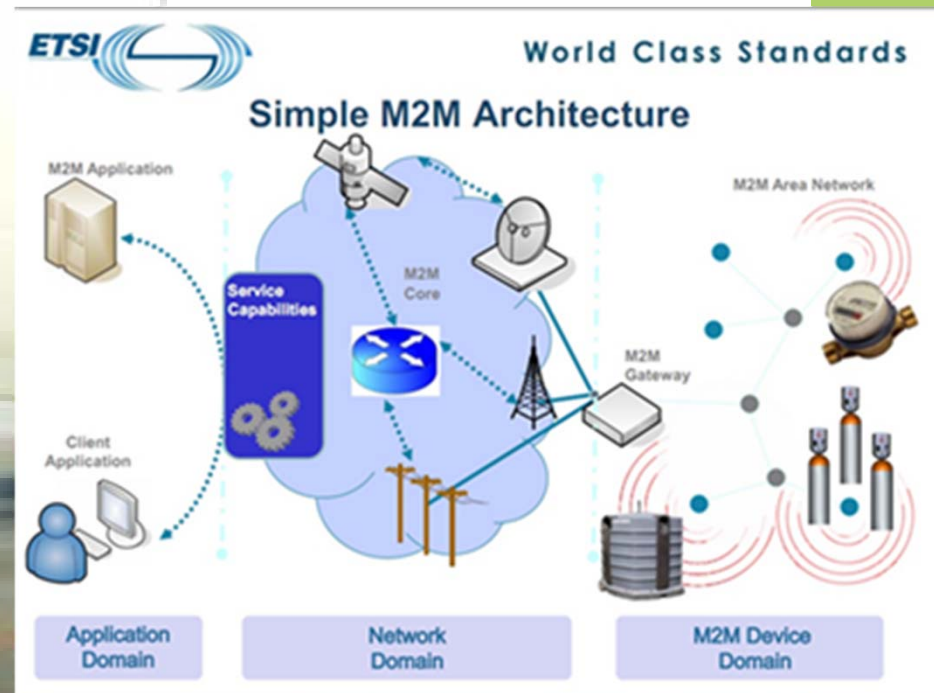 ETSI
World Class Standards
Simple M2M Architecture
M2M Application
M2M Area Network
M2M
Core
Service
Capabilities
M2M
Gateway
Client
Application
Application
Domain
Network
Domain
M2M Device
Domain